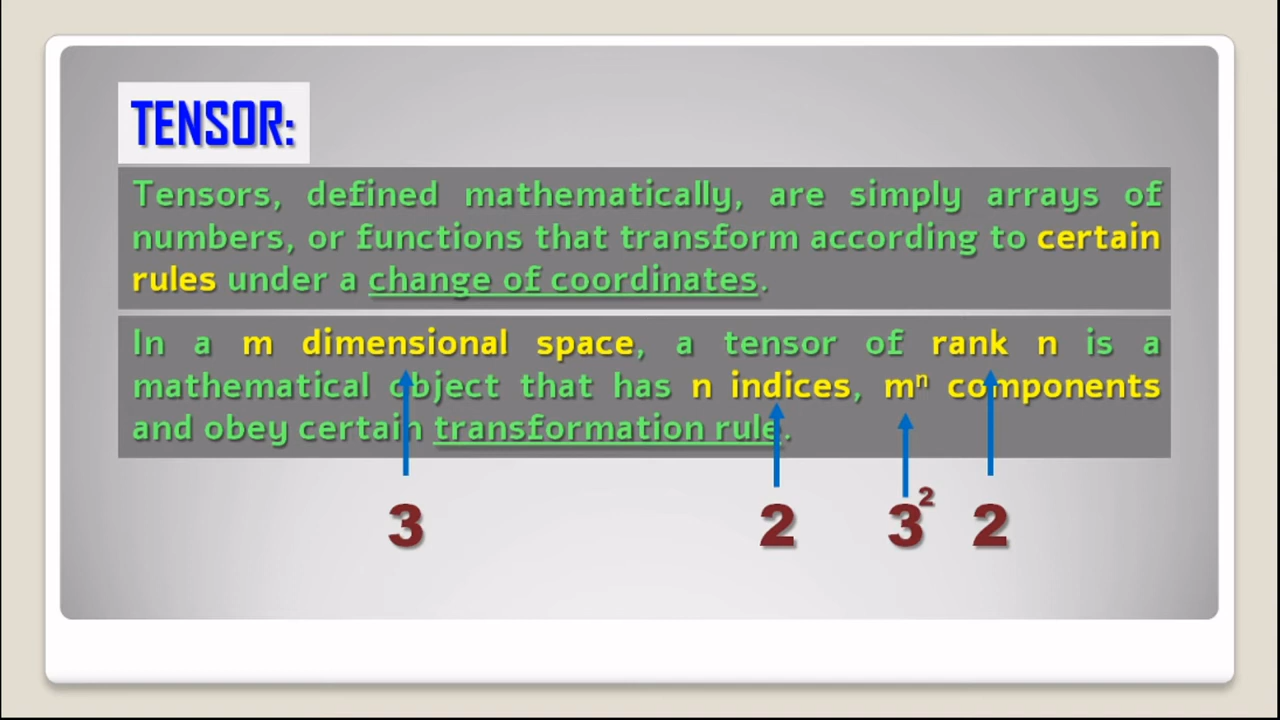 TENSOR:
Tensors, defined mathematically, are simply arrays of
numbers, or functions that transform according to certain
rules under a change of coordinates.
In a m dimensional space, a tensor of rank n is a
mathematical object that has n indices, mⁿ components
and obey certain transformation rule.
3 2 3² 2